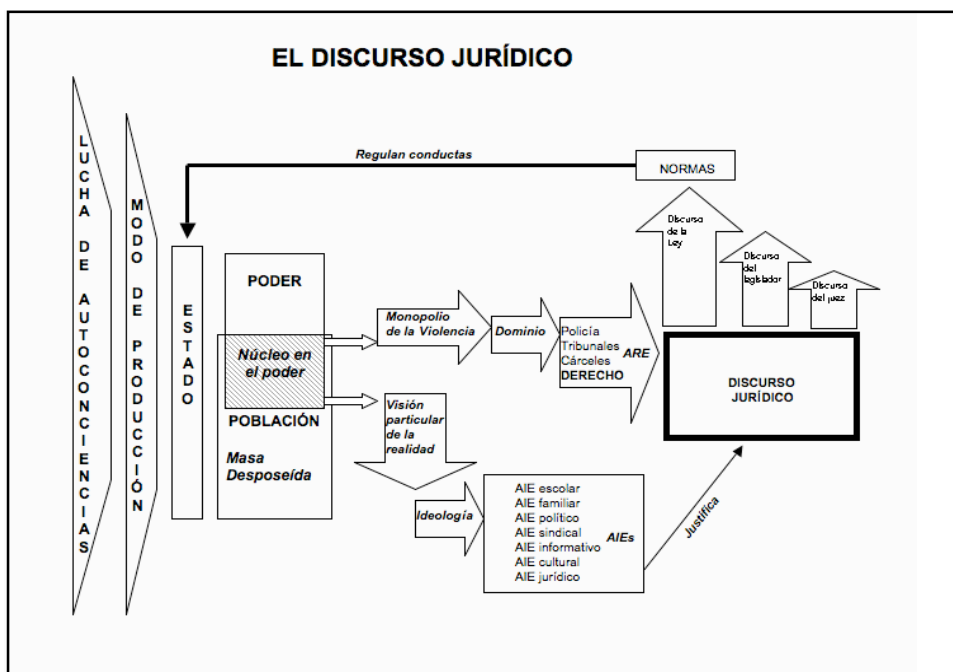 EL DISCURSO JURÍDICO
LUCHA DE AUTOCONCIENCIAS
MODO DE PRODUCCIÓN
ESTADO
Regulan conductas
NORMAS
Discurso
de la
Ley
Discurso
del
legislador
Discurso
del juez
PODER
Núcleo en
el poder
POBLACIÓN
Masa
Desposeída
Monopolio
de la Violencia
Dominio
Policía
Tribunales
Cárceles
DERECHO
ARE
DISCURSO
JURÍDICO
Visión
particular
de la
realidad
Ideología
AIE escolar
AIE familiar
AIE político
AIE sindical
AIE informativo
AIE cultural
AIE jurídico
AIEs
Justifica